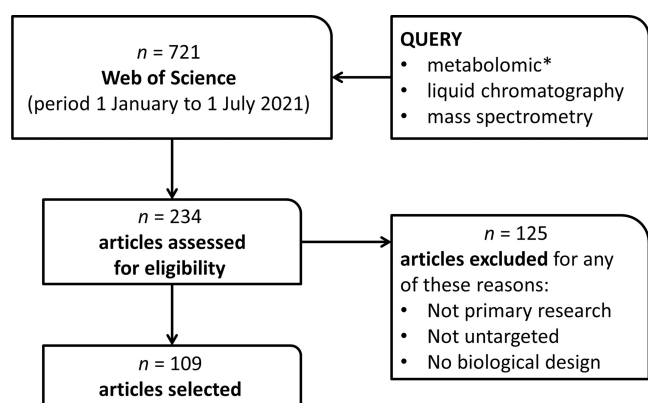 n = 721
Web of Science
(period 1 January to 1 July 2021)
QUERY
• metabolomic*
• liquid chromatography
• mass spectrometry
n = 234
articles assessed
for eligibility
n = 125
articles excluded for any
of these reasons:
• Not primary research
• Not untargeted
• No biological design
n = 109
articles selected